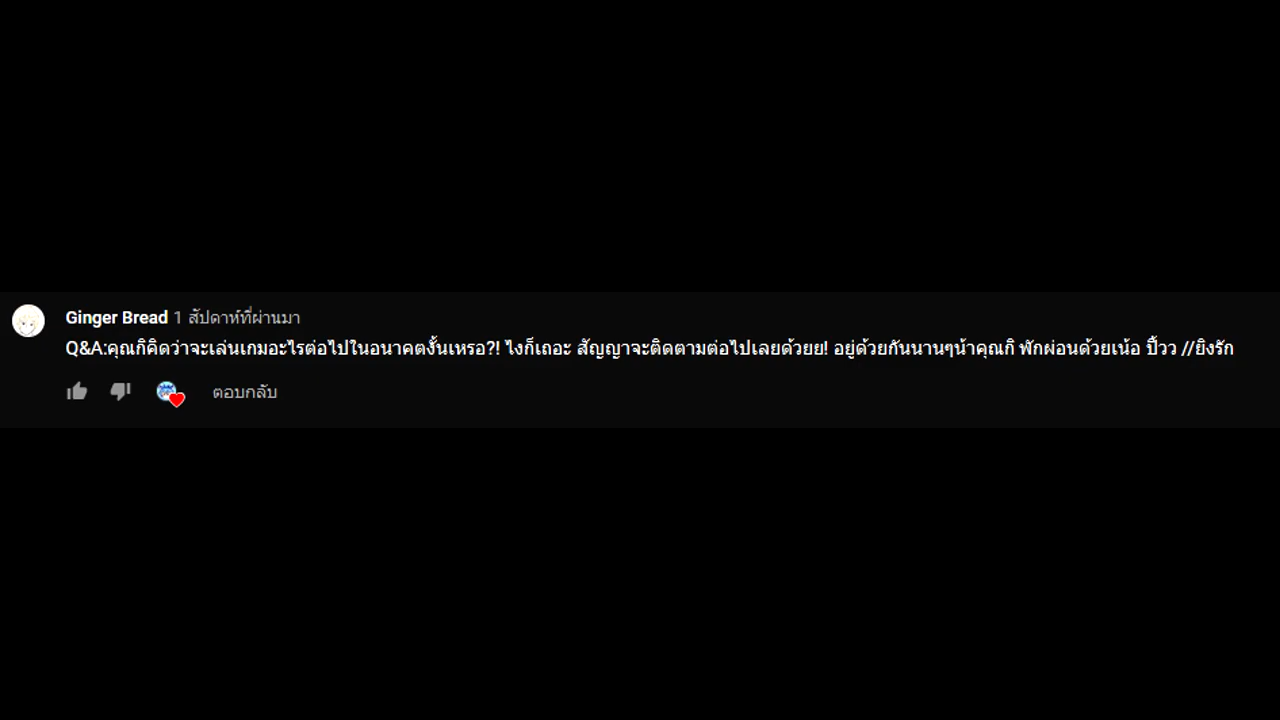 Ginger Bread 1 สัปดาห์ที่ผ่านมา
Q&A:คุณกิคิดว่าจะเล่นเกมอะไรต่อไปในอนาคตงั้นเหรอ?! ไงก็เถอะ สัญญาจะติดตามต่อไปเลยด้วยย! อยู่ด้วยกันนานๆน้าคุณกิ พักผ่อนด้วยเน้อ ปิ้วว //ยิงรัก
ตอบกลับ